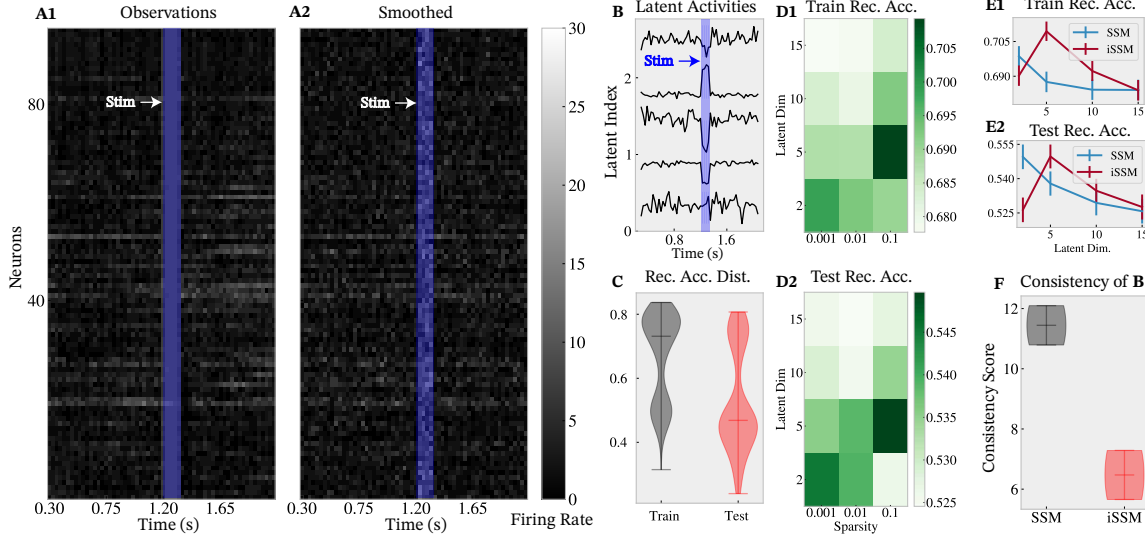 A1
Observations
Stim
Neurons
80
40
0.30
0.75
1.20
1.65
Time (s)
A2
Smoothed
Stim
0.30
0.75
1.20
1.65
Time (s)
30
25
20
15
10
5
0
Firing Rate
B
Latent Activities
Stim
Latent Index
2
1
0
0.8
1.6
Time (s)
C
Rec. Acc. Dist.
0.8
0.6
0.4
Train
Test
D1
Train Rec. Acc.
Latent Dim
15
10
5
2
0.001
0.01
0.1
0.705
0.700
0.695
0.690
0.685
0.680
D2
Test Rec. Acc.
Latent Dim
15
10
5
2
0.001
0.01
0.1
Sparsity
0.545
0.540
0.535
0.530
0.525
E1
Train Rec. Acc.
0.705
0.690
SSM
iSSM
5
10
15
E2
Test Rec. Acc.
0.555
0.540
0.525
SSM
iSSM
5
10
15
Latent Dim.
F
Consistency of B
Consistency Score
12
10
8
6
SSM
iSSM